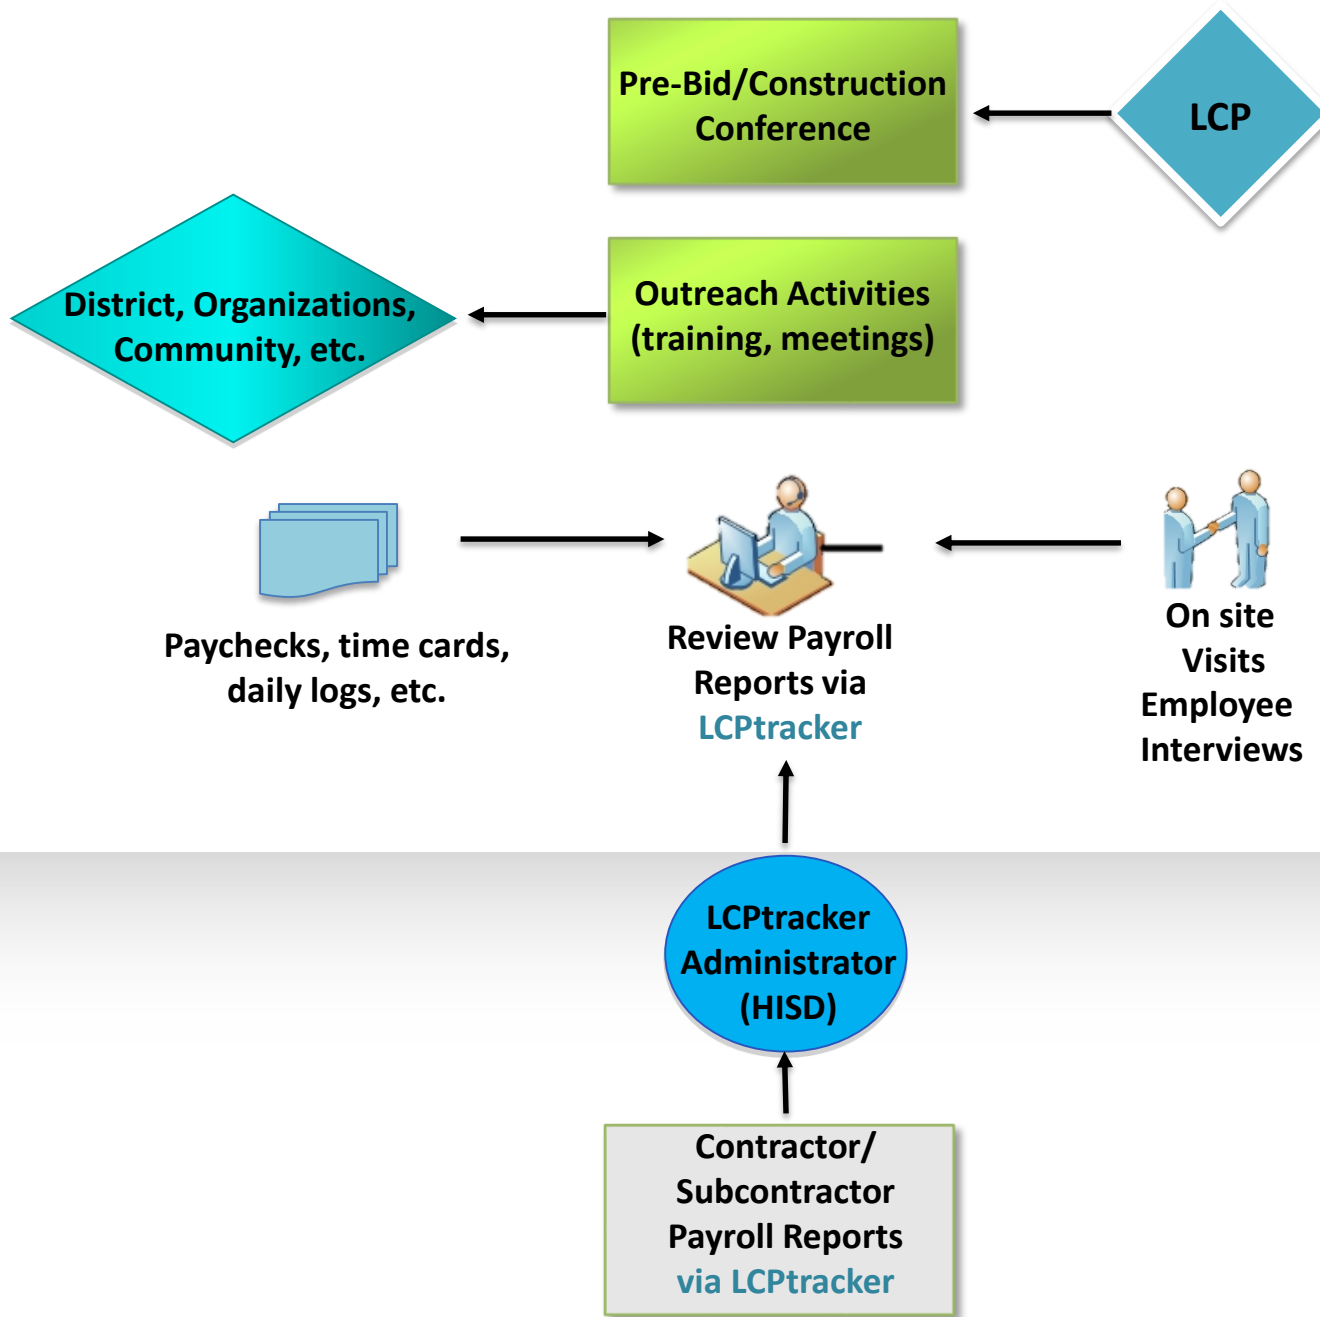 Pre-Bid/Construction
Conference
LCP
District, Organizations,
Community, etc.
Outreach Activities
(training, meetings)
Paychecks, time cards,
daily logs, etc.
Review Payroll
Reports via
LCPtracker
On site
Visits
Employee
Interviews
LCPtracker
Administrator
(HISD)
Contractor/
Subcontractor
Payroll Reports
via LCPtracker